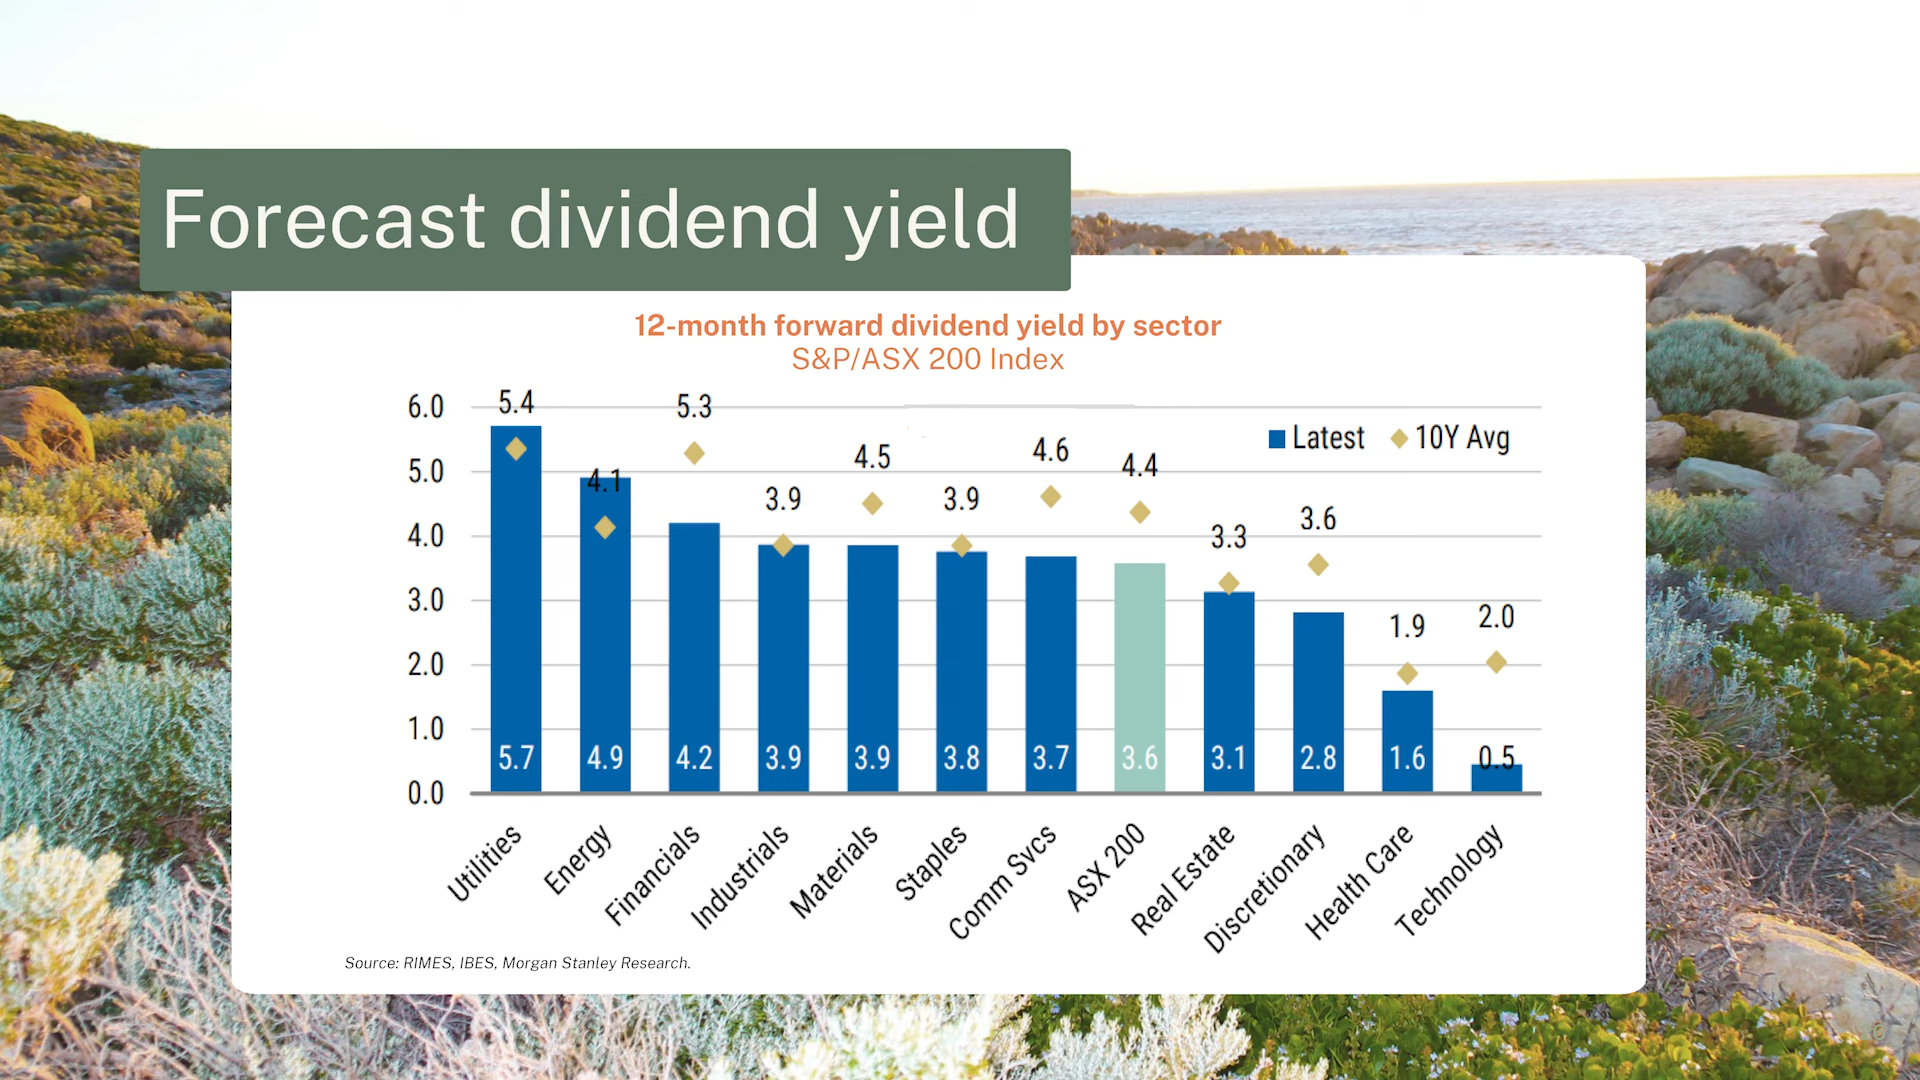 Forecast dividend yield
12-month forward dividend yield by sector
S&P/ASX 200 Index
Latest 10Y Avg
6.0
5.0
4.0
3.0
2.0
1.0
0.0
5.4 4.1 5.3 3.9 4.5 3.9 4.6 4.4 3.3 3.6 1.9 2.0
5.7 4.9 4.2 3.9 3.9 3.8 3.7 3.6 3.1 2.8 1.6 0.5
Utilities
Energy
Financials
Industrials
Materials
Staples
Comm Svcs
ASX 200
Real Estate
Discretionary
Health Care
Technology
Source: RIMES, IBES, Morgan Stanley Research.